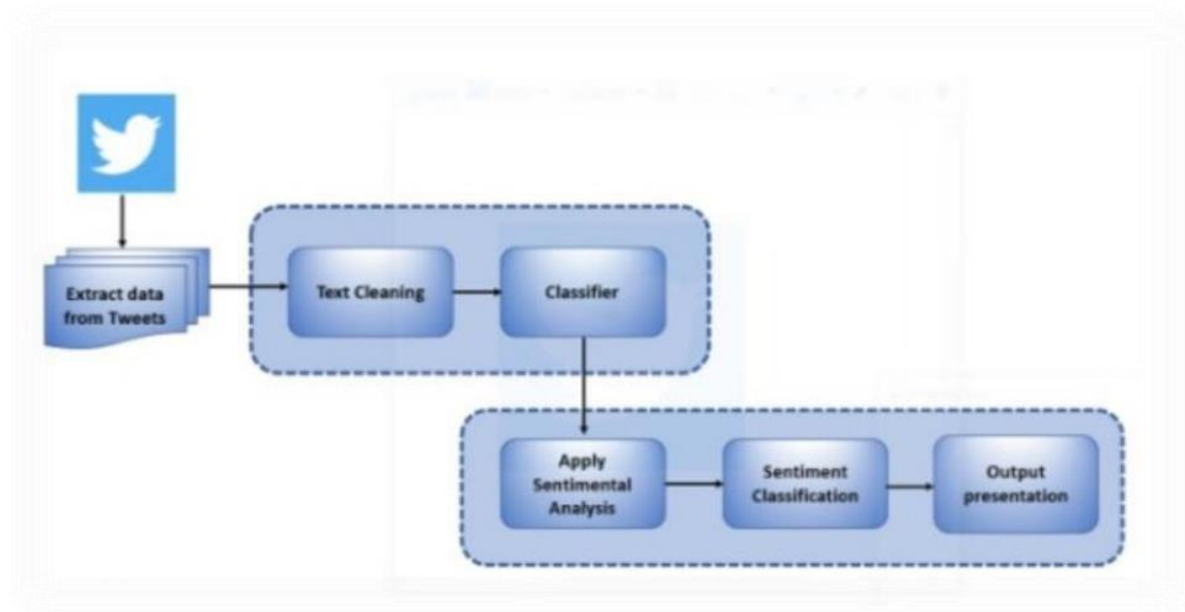 Extract data
from Tweets
Text Cleaning
Classifier
Apply
Sentimental
Analysis
Sentiment
Classification
Output
presentation